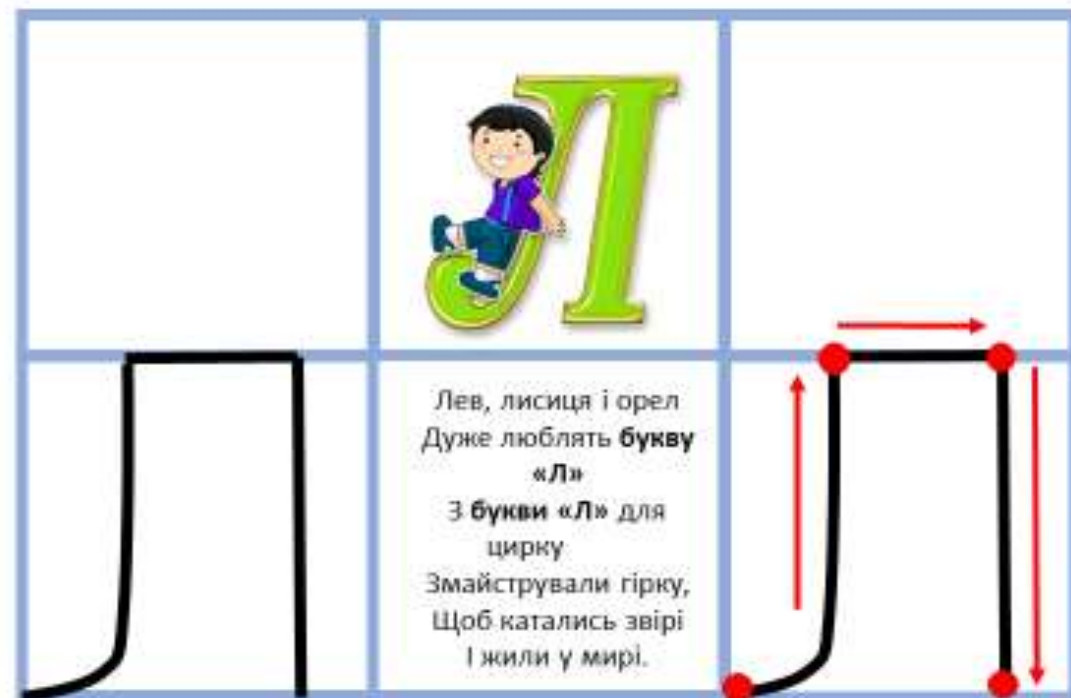 Л
Лев, лисиця і орел
Дуже люблять букву
«Л»
З букви «Л» для
цирку
Змайстрували гірку,
Щоб катались звірі
І жили у мирі.
Л
Л